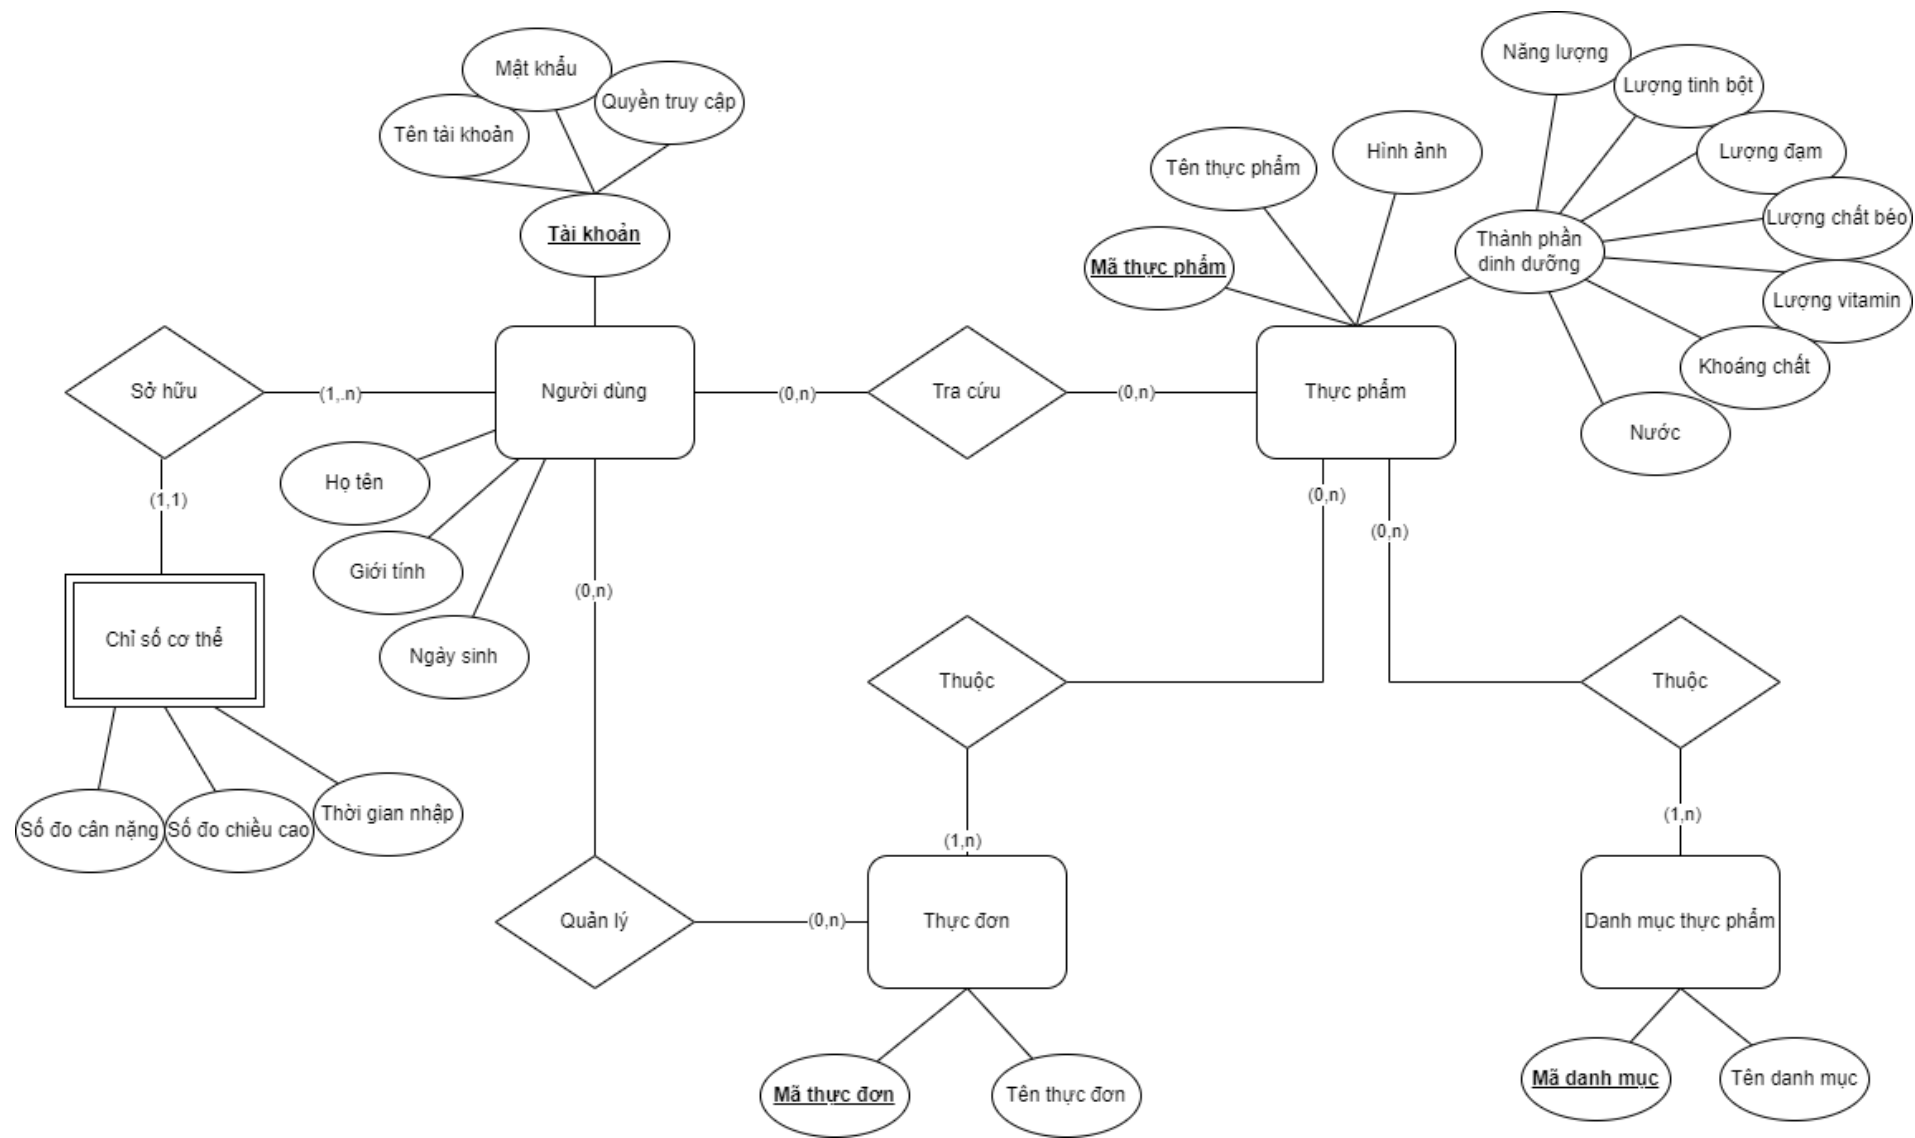 Năng lượng
Mật khẩu
Lượng tinh bột
Quyền truy cập
Tên tài khoản
Hình ảnh
Lượng đạm
Tên thực phẩm
Lượng chất béo
Tài khoản
Thành phần
dinh dưỡng
Mã thực phẩm
Lượng vitamin
Khoáng chất
Sở hữu
(1,.n)
Người dùng
(0,n)
Tra cứu
(0,n)
Thực phẩm
Nước
Họ tên
(1,1)
(0,n)
(0,n)
Giới tính
(0,n)
Chỉ số cơ thể
Ngày sinh
Thuộc
Thuộc
Thời gian nhập
Số đo cân nặng
Số đo chiều cao
(1,n)
(1,n)
Quản lý
(0,n)
Thực đơn
Danh mục thực phẩm
Mã thực đơn
Tên thực đơn
Mã danh mục
Tên danh mục